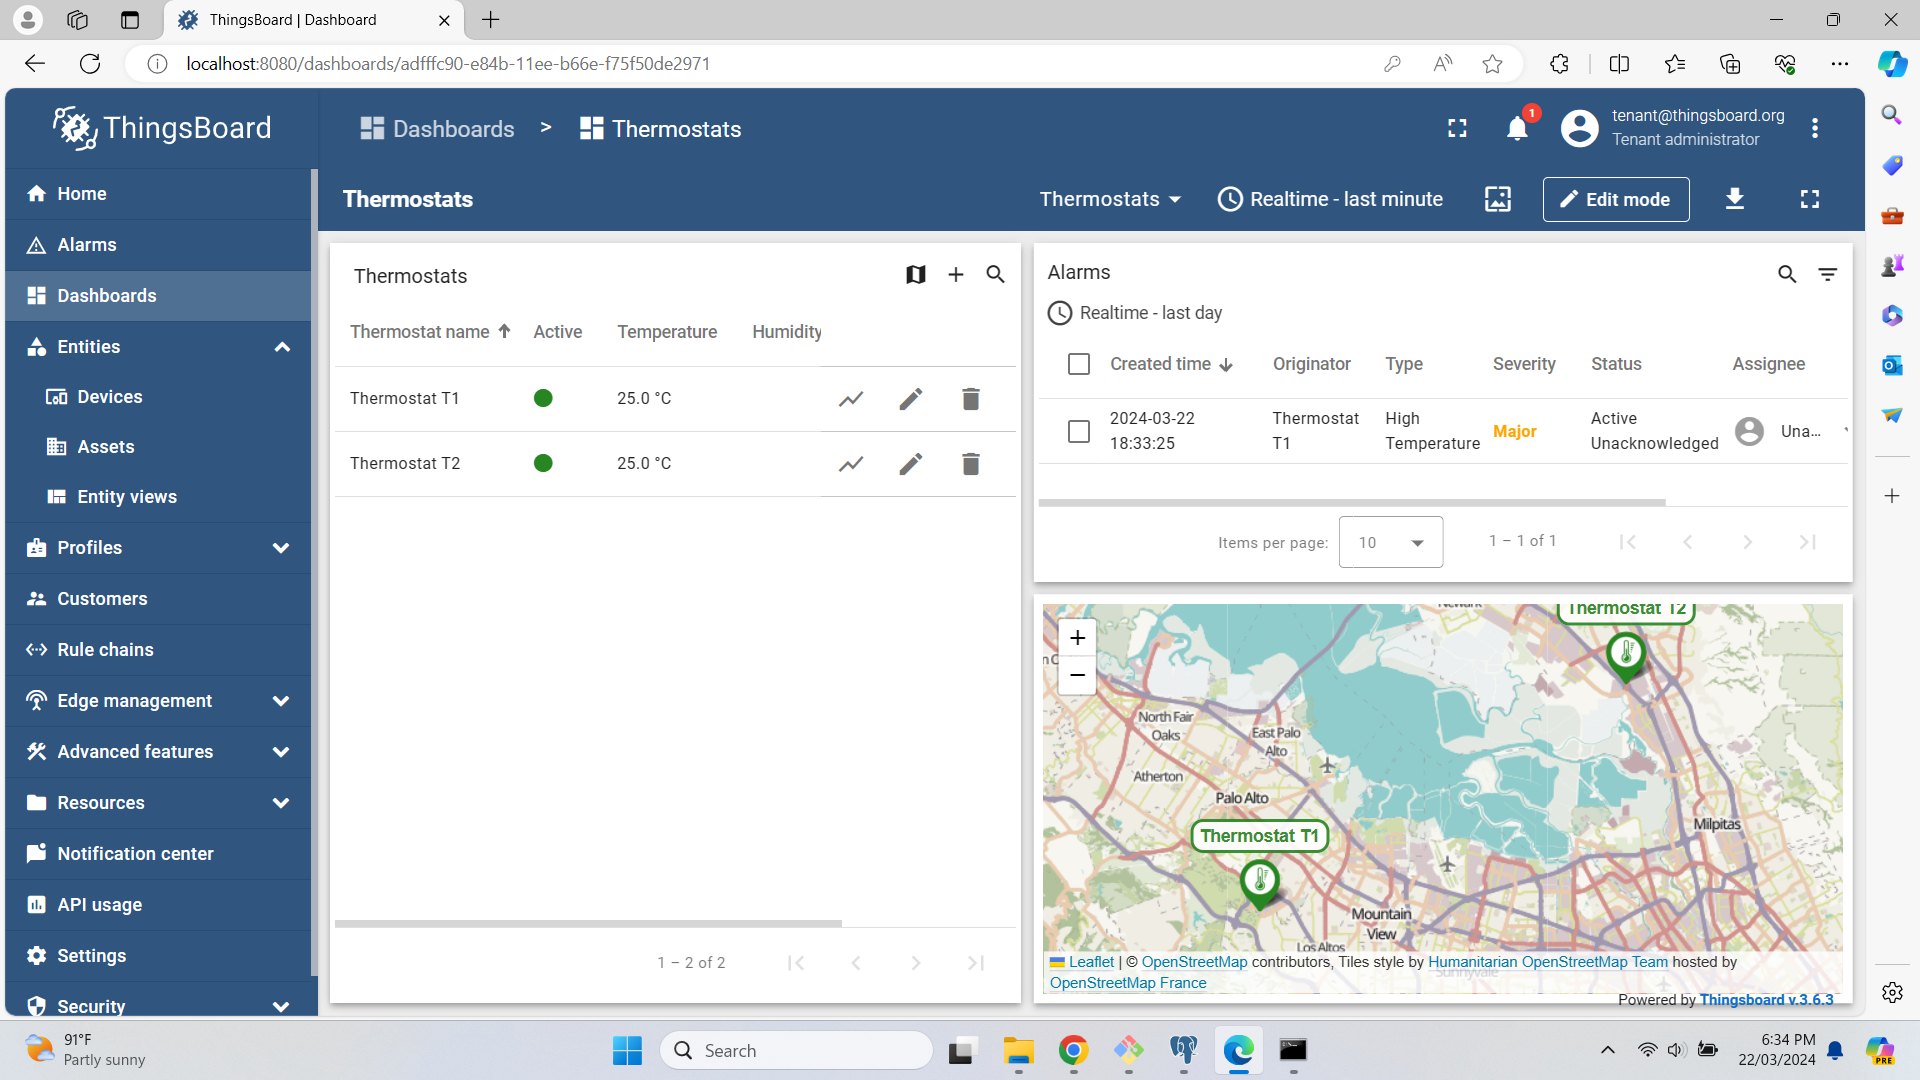 ThingsBoard | Dashboard
localhost:8080/dashboards/adfffc90-e84b-11ee-b66e-f75f50de2971
ThingsBoard
Dashboards > Thermostats
1
tenant@thingsboard.org
Tenant administrator
Thermostats
Thermostats
Realtime - last minute
Edit mode
Home
Alarms
Dashboards
Entities
Devices
Assets
Entity views
Profiles
Customers
Rule chains
Edge management
Advanced features
Resources
Notification center
API usage
Settings
Security
Thermostats
Thermostat name Active Temperature Humidity
Thermostat T1 25.0 °C
Thermostat T2 25.0 °C
1 – 2 of 2
Alarms
Realtime - last day
Created time Originator Type Severity Status Assignee
2024-03-22 18:33:25 Thermostat T1 High Temperature Major Active Unacknowledged Una...
Items per page: 10 1 – 1 of 1
Newark
Thermostat T2
+
−
North Fair Oaks
East Palo Alto
Atherton
Palo Alto
Milpitas
Thermostat T1
Mountain View
Los Altos
Sunnyvale
Leaflet | © OpenStreetMap contributors, Tiles style by Humanitarian OpenStreetMap Team hosted by
OpenStreetMap France
Powered by Thingsboard v.3.6.3
91°F
Partly sunny
Search
6:34 PM
22/03/2024
PRE